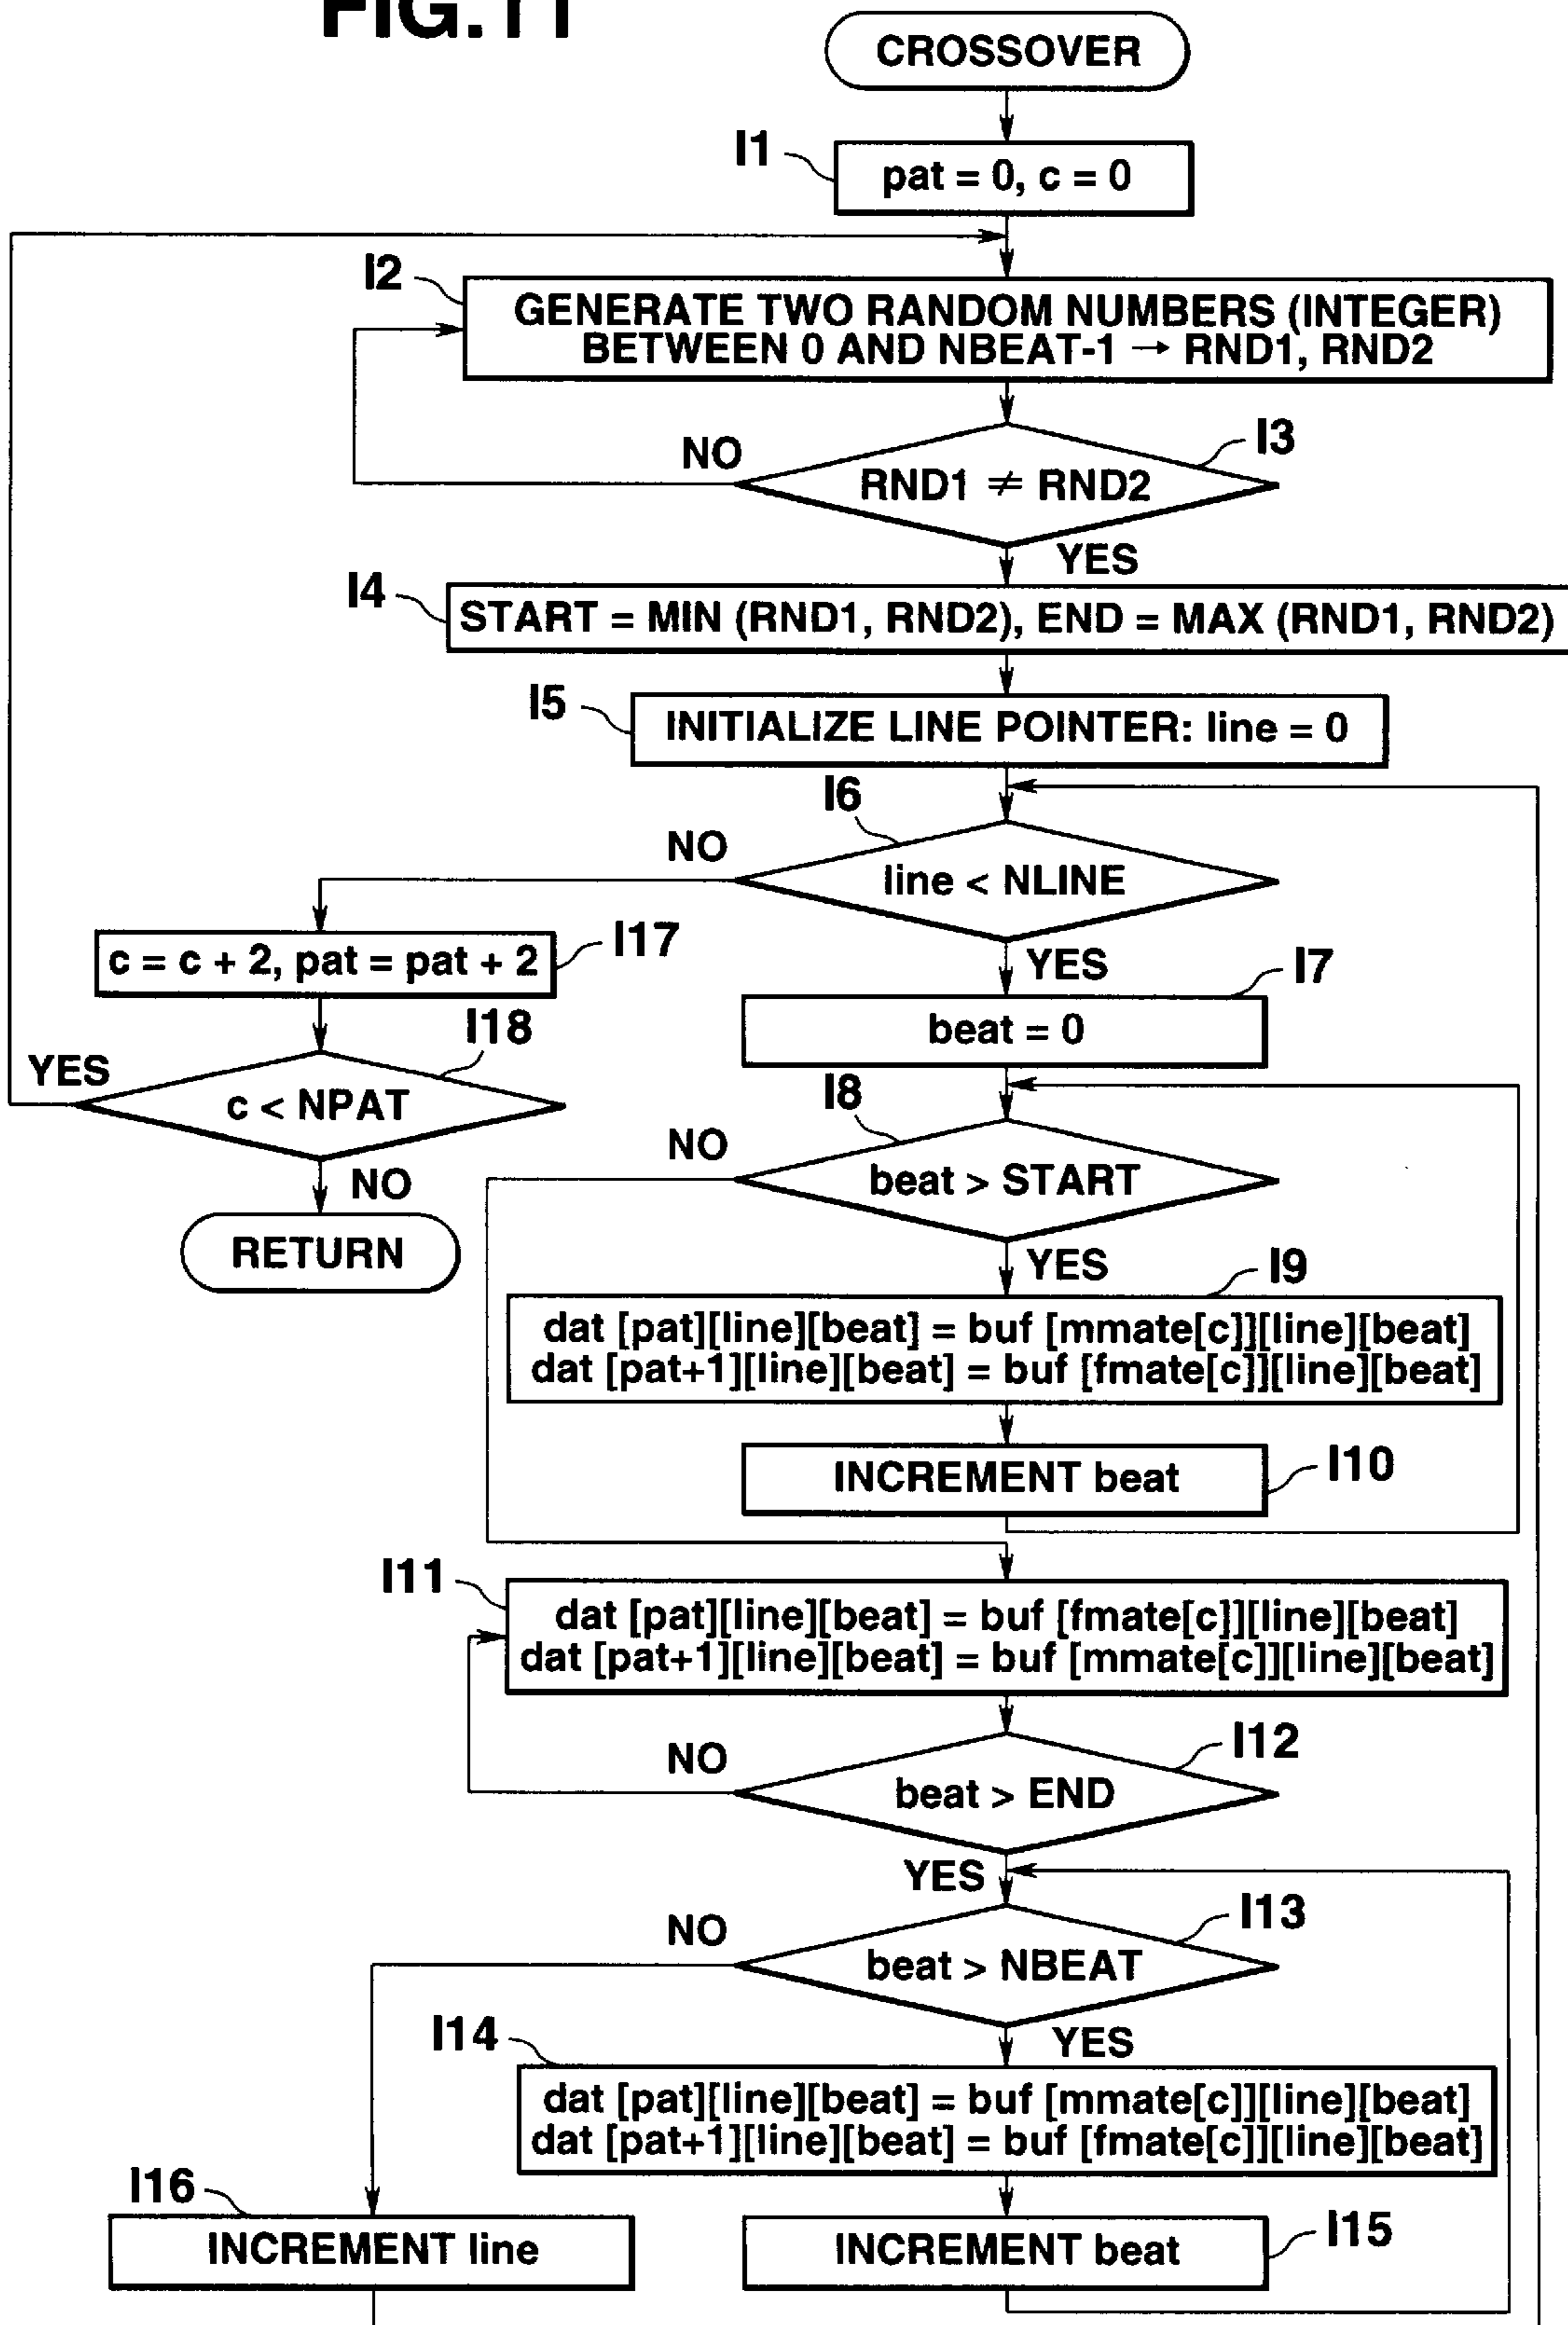 FIG.11
CROSSOVER
I1
pat = 0, c = 0
I2
GENERATE TWO RANDOM NUMBERS (INTEGER)
BETWEEN 0 AND NBEAT-1 → RND1, RND2
I3
NO
RND1 ≠ RND2
YES
I4
START = MIN (RND1, RND2), END = MAX (RND1, RND2)
I5
INITIALIZE LINE POINTER: line = 0
I6
NO
line < NLINE
YES
I17
c = c + 2, pat = pat + 2
I7
beat = 0
I18
YES
c < NPAT
NO
RETURN
I8
NO
beat > START
YES
I9
dat [pat][line][beat] = buf [mmate[c]][line][beat]
dat [pat+1][line][beat] = buf [fmate[c]][line][beat]
I10
INCREMENT beat
I11
dat [pat][line][beat] = buf [fmate[c]][line][beat]
dat [pat+1][line][beat] = buf [mmate[c]][line][beat]
I12
NO
beat > END
YES
I13
NO
beat > NBEAT
YES
I14
dat [pat][line][beat] = buf [mmate[c]][line][beat]
dat [pat+1][line][beat] = buf [fmate[c]][line][beat]
I16
INCREMENT line
I15
INCREMENT beat